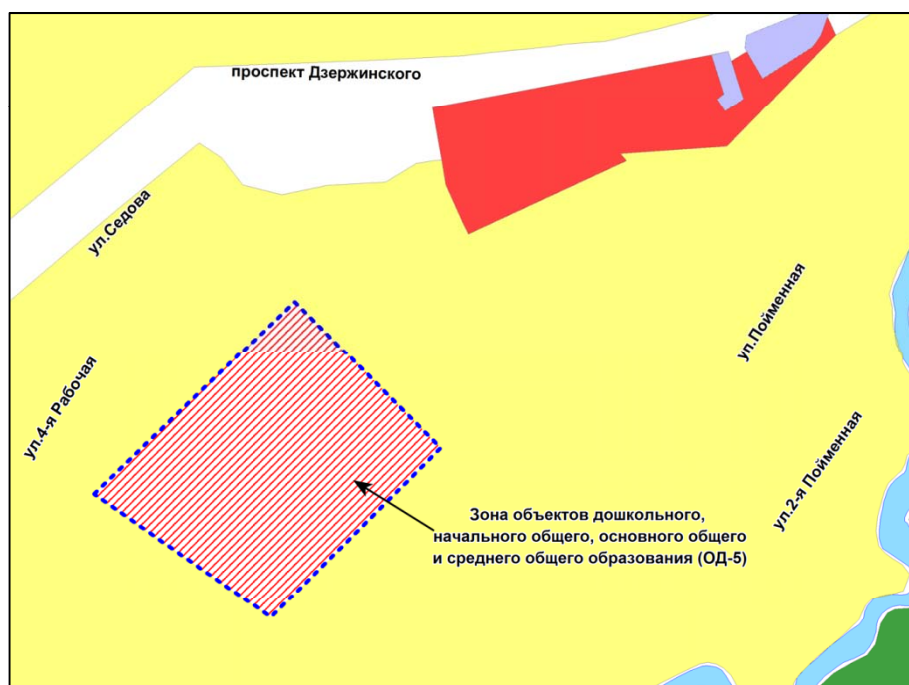 проспект Дзержинского
ул.Седова
ул.Пойменная
ул.4-я Рабочая
ул.2-я Пойменная
Зона объектов дошкольного,
начального общего, основного общего
и среднего общего образования (ОД-5)